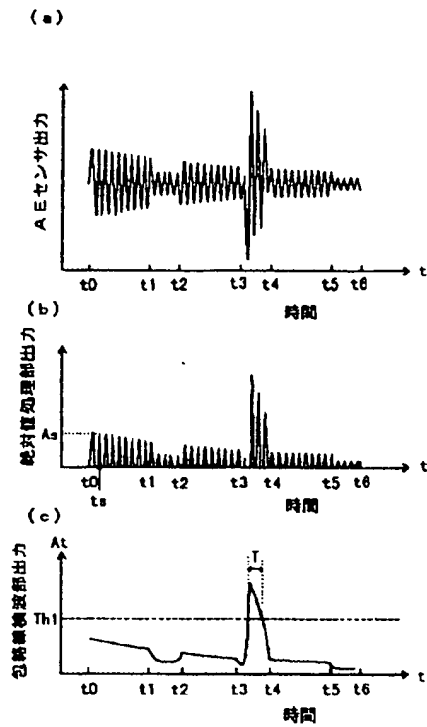 (a)
AEセンサ出力
t
t0 t1 t2 t3 t4 t5 t6
時間
(b)
絶対値処理部出力
As
t
t0 t1 t2 t3 t4 t5 t6
ts
時間
(c)
At
包絡線検波部出力
T
Th1
t
t0 t1 t2 t3 t4 t5 t6
時間